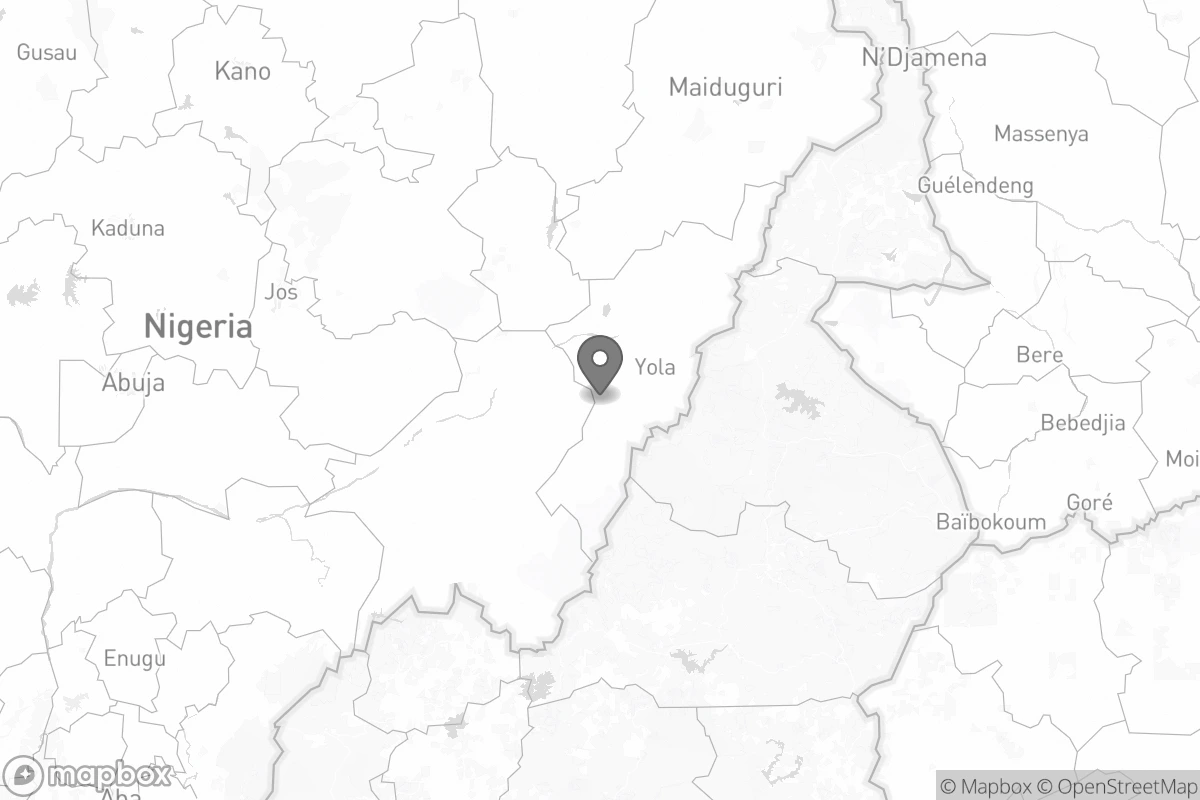 Gusau
Kano
Maiduguri
N'Djamena
Massenya
Guélendeng
Kaduna
Jos
Nigeria
Abuja
Yola
Bere
Bebedjia
Moi
Goré
Baïbokoum
Enugu
Aba
mapbox
© Mapbox © OpenStreetMap